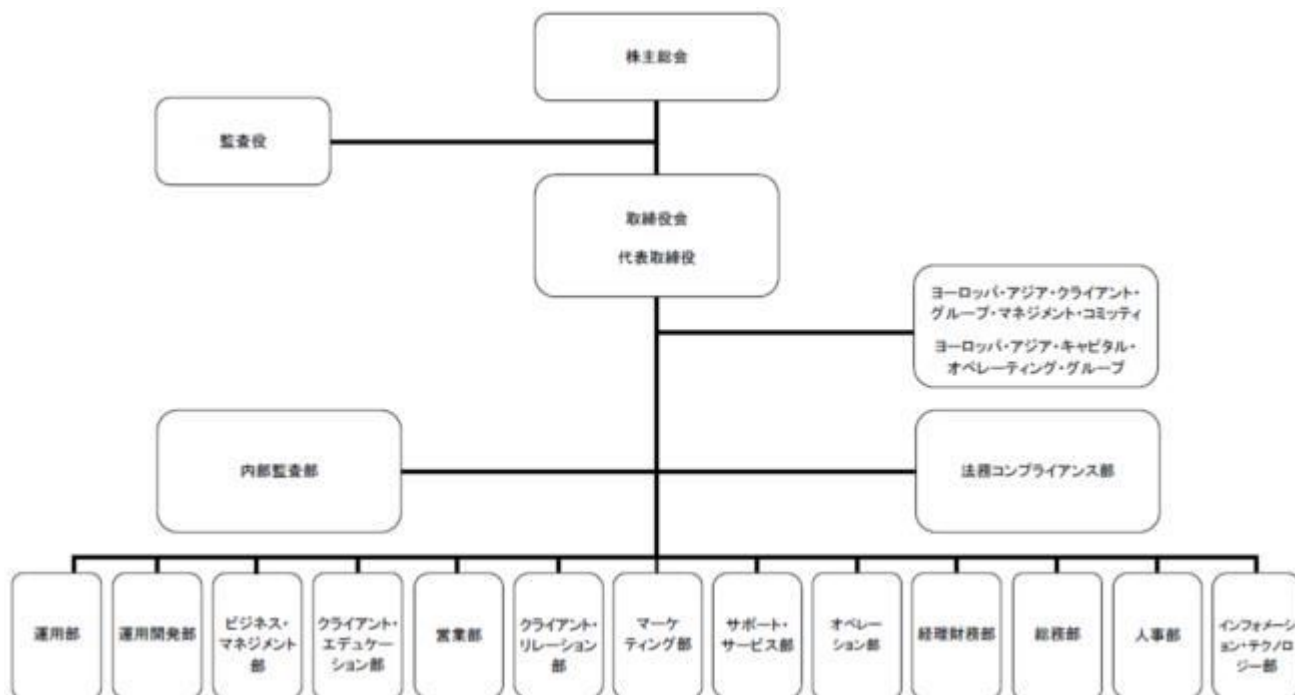 株主総会
監査役
取締役会
代表取締役
ヨーロッパ・アジア・クライアント・
グループ・マネジメント・コミッティ
ヨーロッパ・アジア・キャピタル・
オペレーティング・グループ
内部監査部
法務コンプライアンス部
運用部
運用開発部
ビジネス・
マネジメント
部
クライアント・
エデュケー
ション部
営業部
クライアント・
リレーション
部
マーケ
ティング部
サポート・
サービス部
オペレー
ション部
経理財務部
総務部
人事部
インフォメーシ
ョン・テクノロ
ジー部